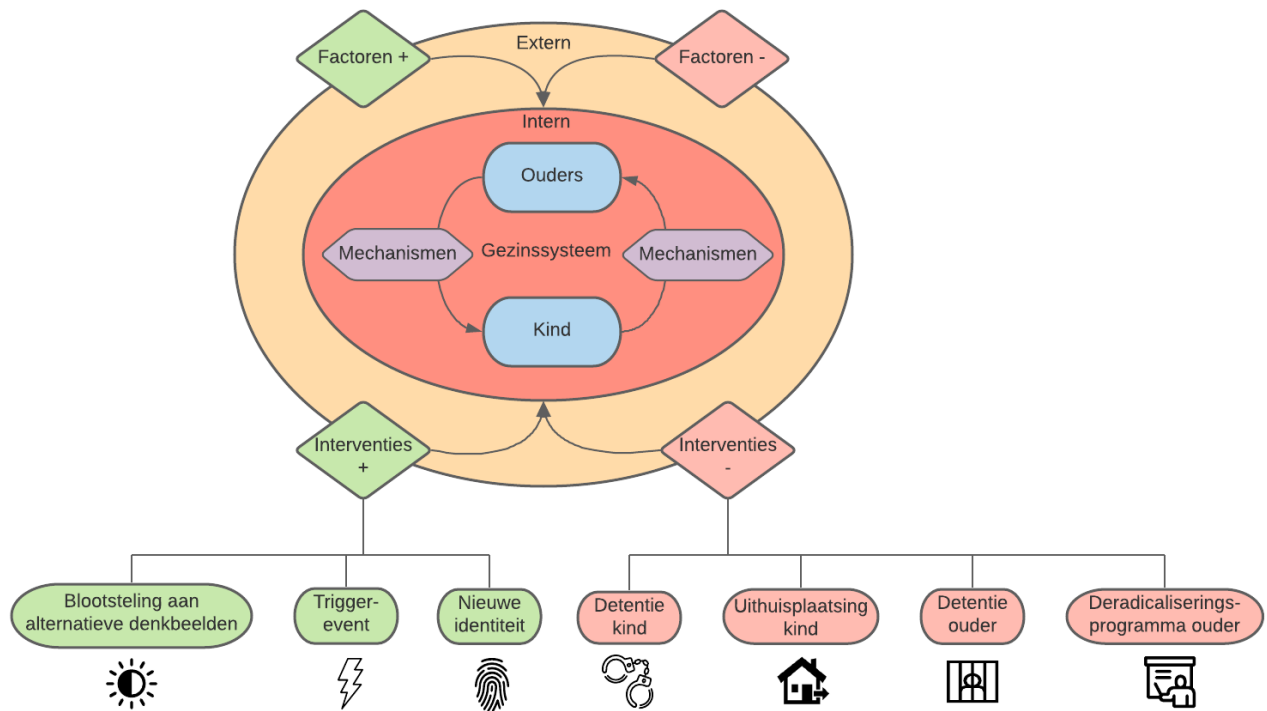 Extern
Factoren +
Factoren -
Intern
Ouders
Mechanismen
Gezinssysteem
Mechanismen
Kind
Interventies
+
Interventies
-
Blootsteling aan
alternatieve denkbeelden
Trigger-
event
Nieuwe
identiteit
Detentie
kind
Uithuisplaatsing
kind
Detentie
ouder
Deradicaliserings-
programma ouder